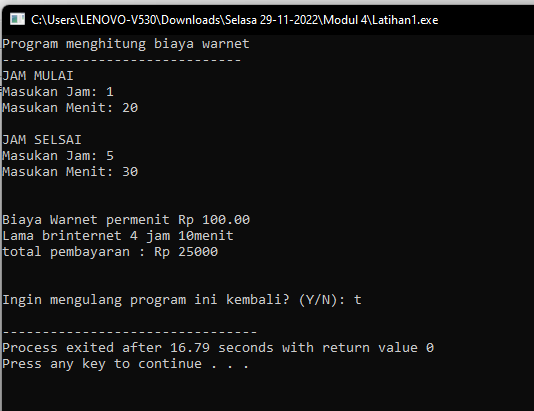 C:\Users\LENOVO-V530\Downloads\Selasa 29-11-2022\Modul 4\Latihan1.exe
Program menghitung biaya warnet
------------------------------
JAM MULAI
Masukan Jam: 1
Masukan Menit: 20
JAM SELSAI
Masukan Jam: 5
Masukan Menit: 30
Biaya Warnet permenit Rp 100.00
Lama brinternet 4 jam 10menit
total pembayaran : Rp 25000
Ingin mengulang program ini kembali? (Y/N): t
--------------------------------
Process exited after 16.79 seconds with return value 0
Press any key to continue . . .